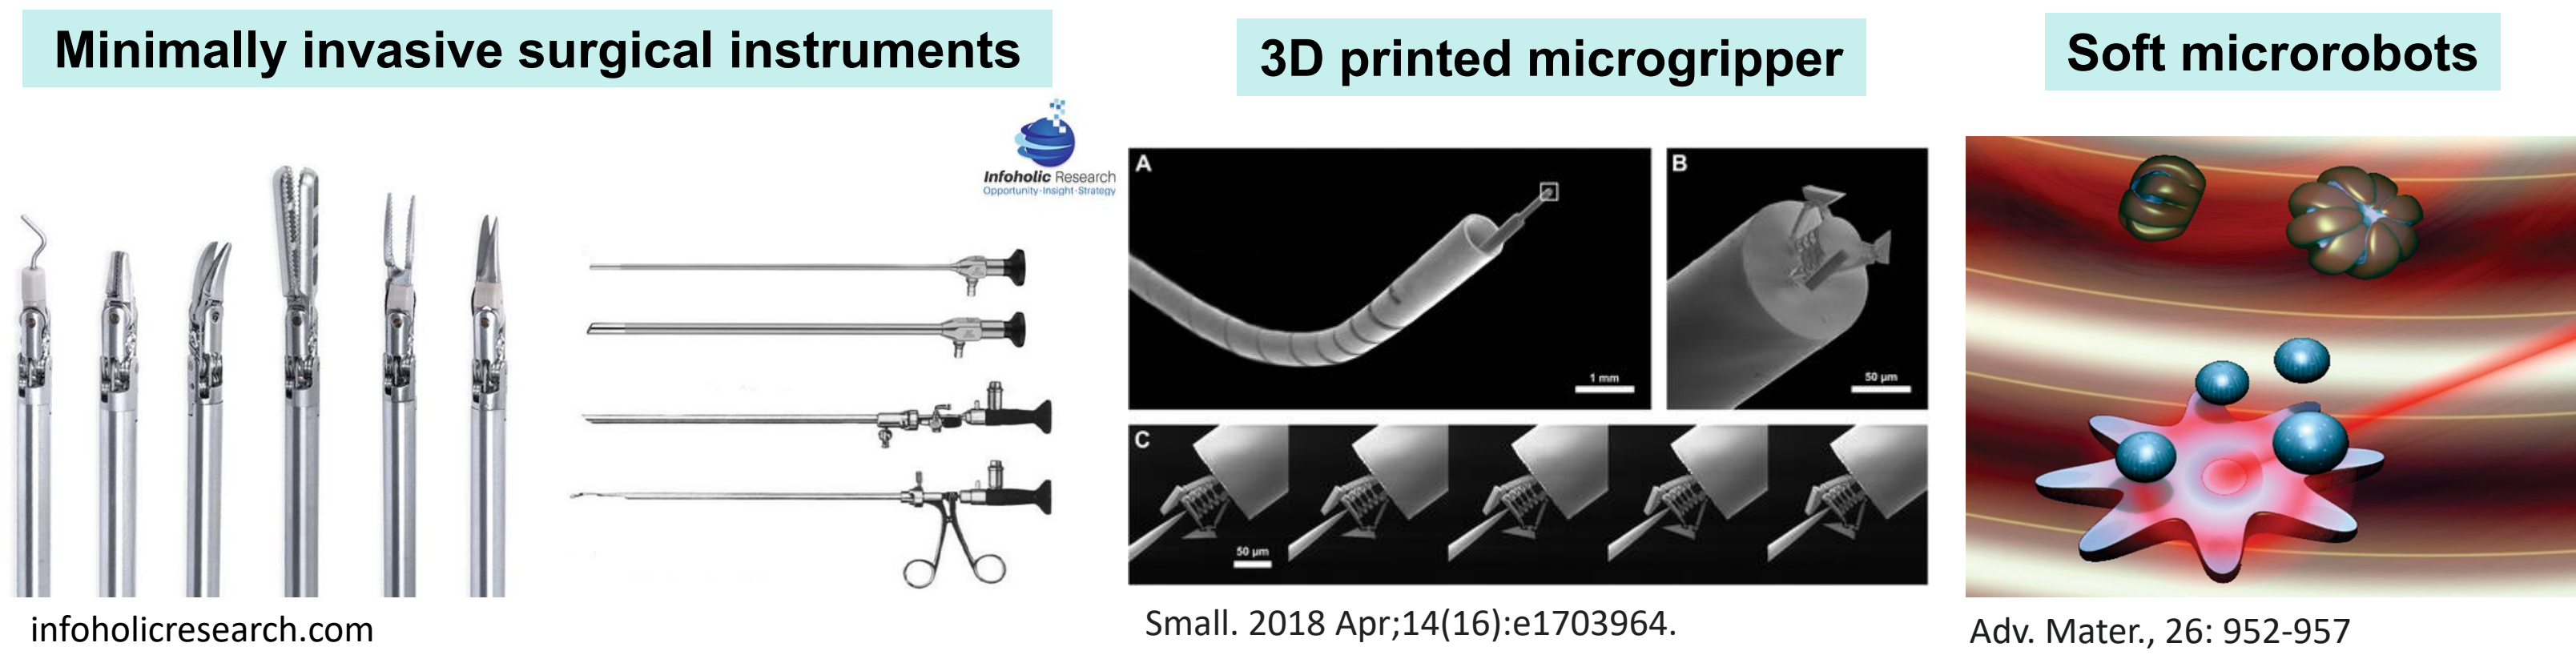 Minimally invasive surgical instruments
Infoholic Research
Opportunity·Insight·Strategy
infoholicresearch.com
3D printed microgripper
A
1 mm
B
50 µm
C
50 µm
Small. 2018 Apr;14(16):e1703964.
Soft microrobots
Adv. Mater., 26: 952-957